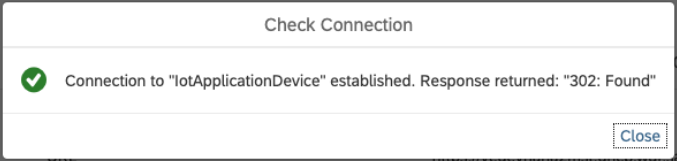 Check Connection
Connection to "IotApplicationDevice" established. Response returned: "302: Found"
Close